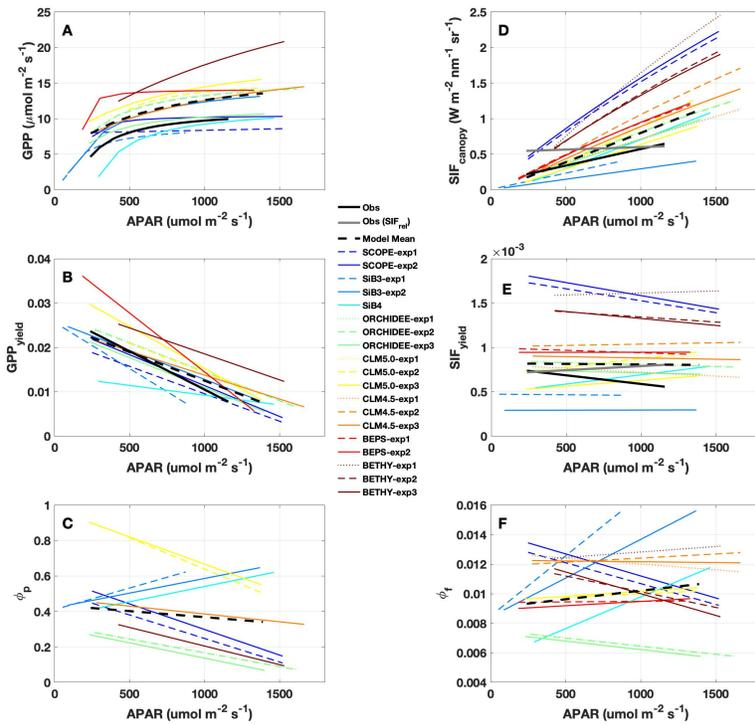 A
GPP (μmol m⁻² s⁻¹)
25
20
15
10
5
0
0 500 1000 1500
APAR (umol m⁻² s⁻¹)
B
GPP_yield
0.04
0.03
0.02
0.01
0
0 500 1000 1500
APAR (umol m⁻² s⁻¹)
C
ϕ_p
1
0.8
0.6
0.4
0.2
0
0 500 1000 1500
APAR (umol m⁻² s⁻¹)
Obs
Obs (SIF_rel)
Model Mean
SCOPE-exp1
SCOPE-exp2
SiB3-exp1
SiB3-exp2
SiB4
ORCHIDEE-exp1
ORCHIDEE-exp2
ORCHIDEE-exp3
CLM5.0-exp1
CLM5.0-exp2
CLM5.0-exp3
CLM4.5-exp1
CLM4.5-exp2
CLM4.5-exp3
BEPS-exp1
BEPS-exp2
BETHY-exp1
BETHY-exp2
BETHY-exp3
D
SIF_canopy (W m⁻² nm⁻¹ sr⁻¹)
2.5
2
1.5
1
0.5
0
0 500 1000 1500
APAR (umol m⁻² s⁻¹)
E
SIF_yield
×10⁻³
2
1.5
1
0.5
0
0 500 1000 1500
APAR (umol m⁻² s⁻¹)
F
ϕ_f
0.016
0.014
0.012
0.01
0.008
0.006
0.004
0 500 1000 1500
APAR (umol m⁻² s⁻¹)